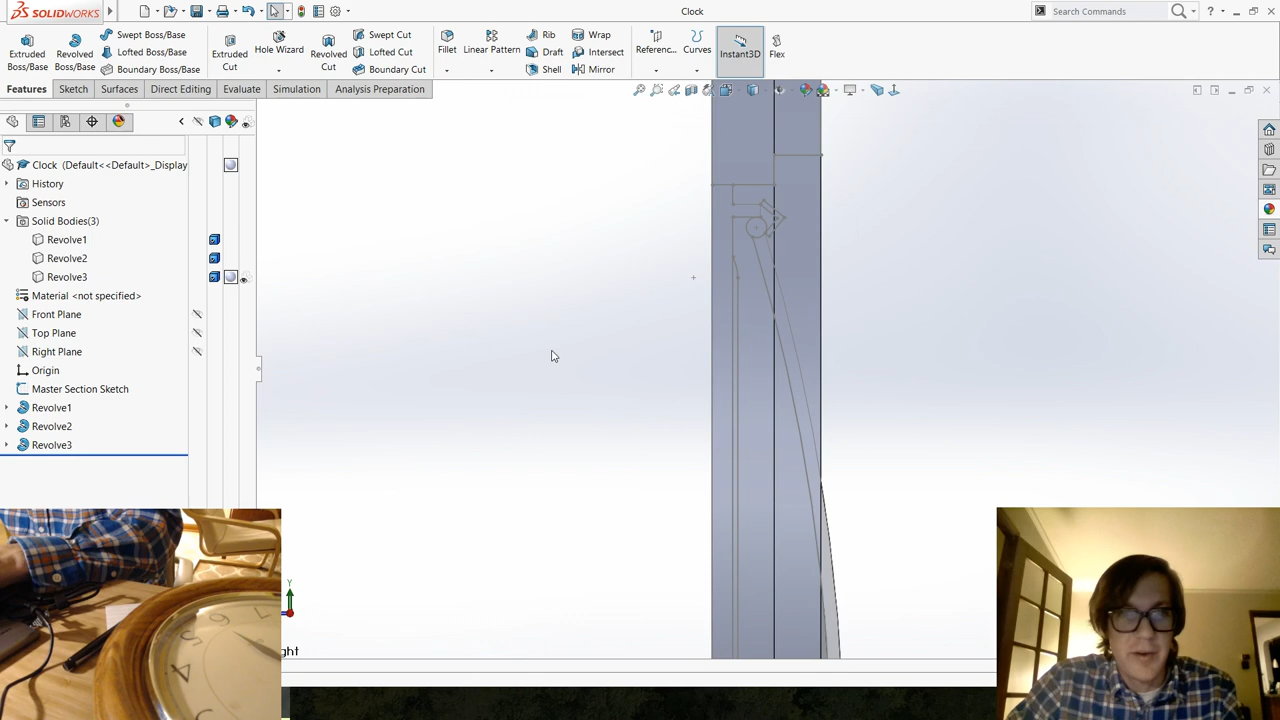 SOLIDWORKS
Clock
Search Commands
Extruded Boss/Base
Revolved Boss/Base
Swept Boss/Base
Lofted Boss/Base
Boundary Boss/Base
Extruded Cut
Hole Wizard
Revolved Cut
Swept Cut
Lofted Cut
Boundary Cut
Fillet
Linear Pattern
Rib
Draft
Shell
Wrap
Intersect
Mirror
Referenc...
Curves
Instant3D
Flex
Features
Sketch
Surfaces
Direct Editing
Evaluate
Simulation
Analysis Preparation
Clock (Default<<Default>_Display
History
Sensors
Solid Bodies(3)
Revolve1
Revolve2
Revolve3
Material <not specified>
Front Plane
Top Plane
Right Plane
Origin
Master Section Sketch
Revolve1
Revolve2
Revolve3
Y
ght
7
6
5
4